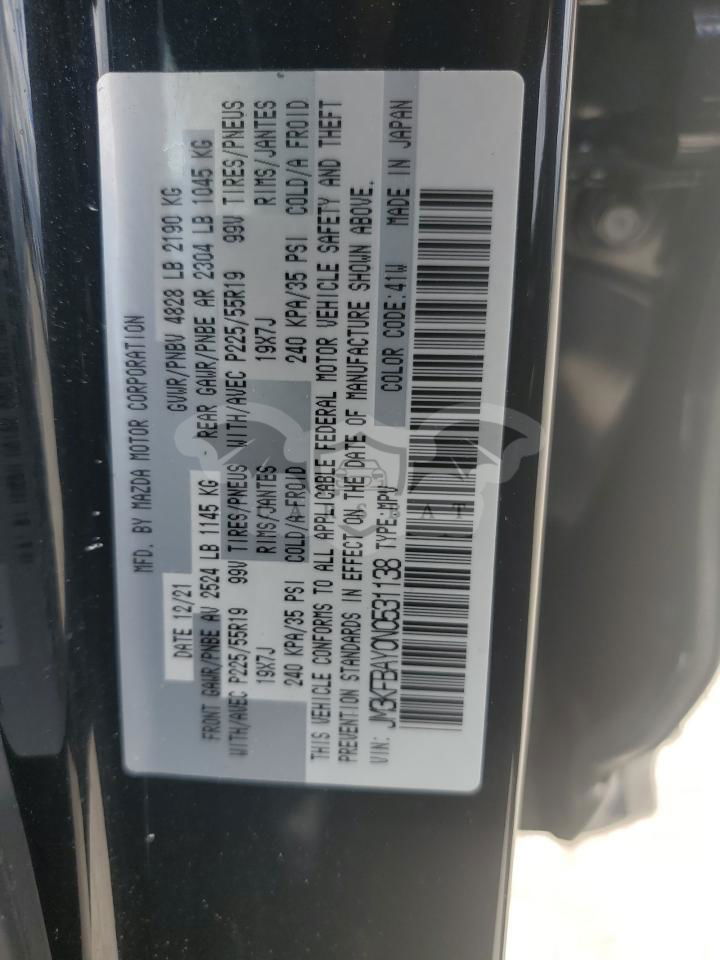 MFD. BY MAZDA MOTOR CORPORATION
DATE 12/21 GVWR/PNBV 4828 LB 2190 KG
FRONT GAWR/PNBE AV 2524 LB 1145 KG - REAR GAWR/PNBE AR 2304 LB 1045 KG
WITH/AVEC P225/55R19 99V TIRES/PNEUS WITH/AVEC P225/55R19 99V TIRES/PNEUS
19X7J RIMS/JANTES 19X7J RIMS/JANTES
240 KPA/35 PSI COLD/A FROID 240 KPA/35 PSI COLD/A FROID
THIS VEHICLE CONFORMS TO ALL APPLICABLE FEDERAL MOTOR VEHICLE SAFETY AND THEFT
PREVENTION STANDARDS IN EFFECT ON THE DATE OF MANUFACTURE SHOWN ABOVE.
VIN: JM3KFBAY0N0531138 TYPE:MPV COLOR CODE:41W MADE IN JAPAN